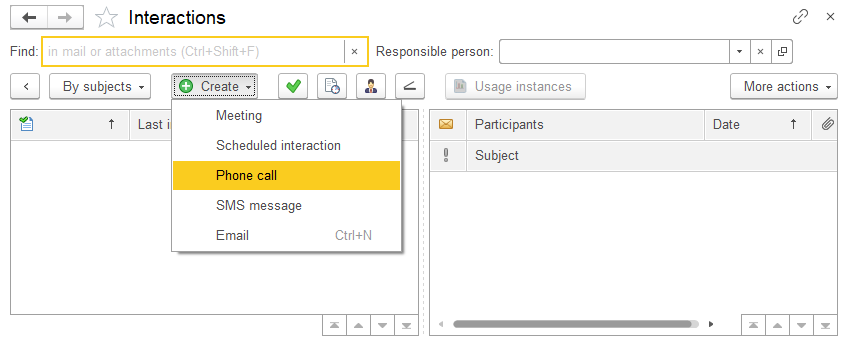 Interactions
Find: in mail or attachments (Ctrl+Shift+F) × Responsible person:
By subjects Create Usage instances More actions
Last i Participants Date
Subject
Meeting
Scheduled interaction
Phone call
SMS message
Email Ctrl+N